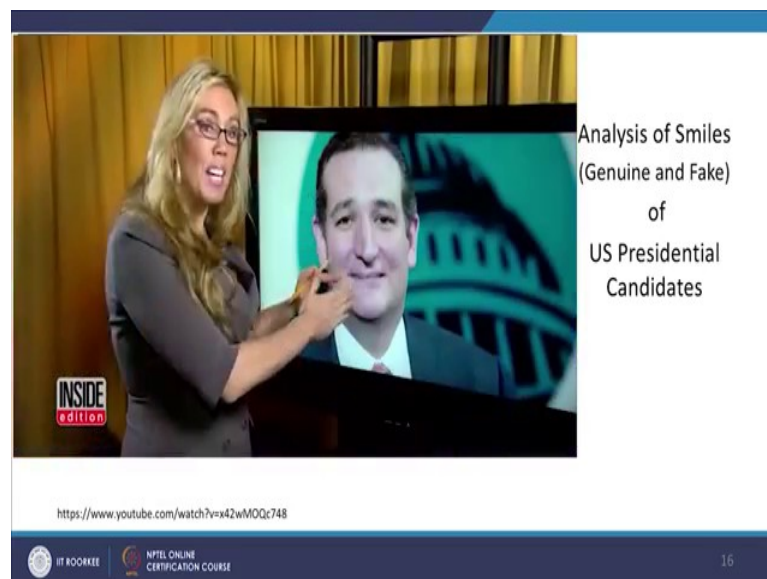 Analysis of Smiles
(Genuine and Fake)
of
US Presidential
Candidates
INSIDE
edition
https://www.youtube.com/watch?v=x42wMOQc748
IIT ROORKEE
NPTEL ONLINE
CERTIFICATION COURSE
16